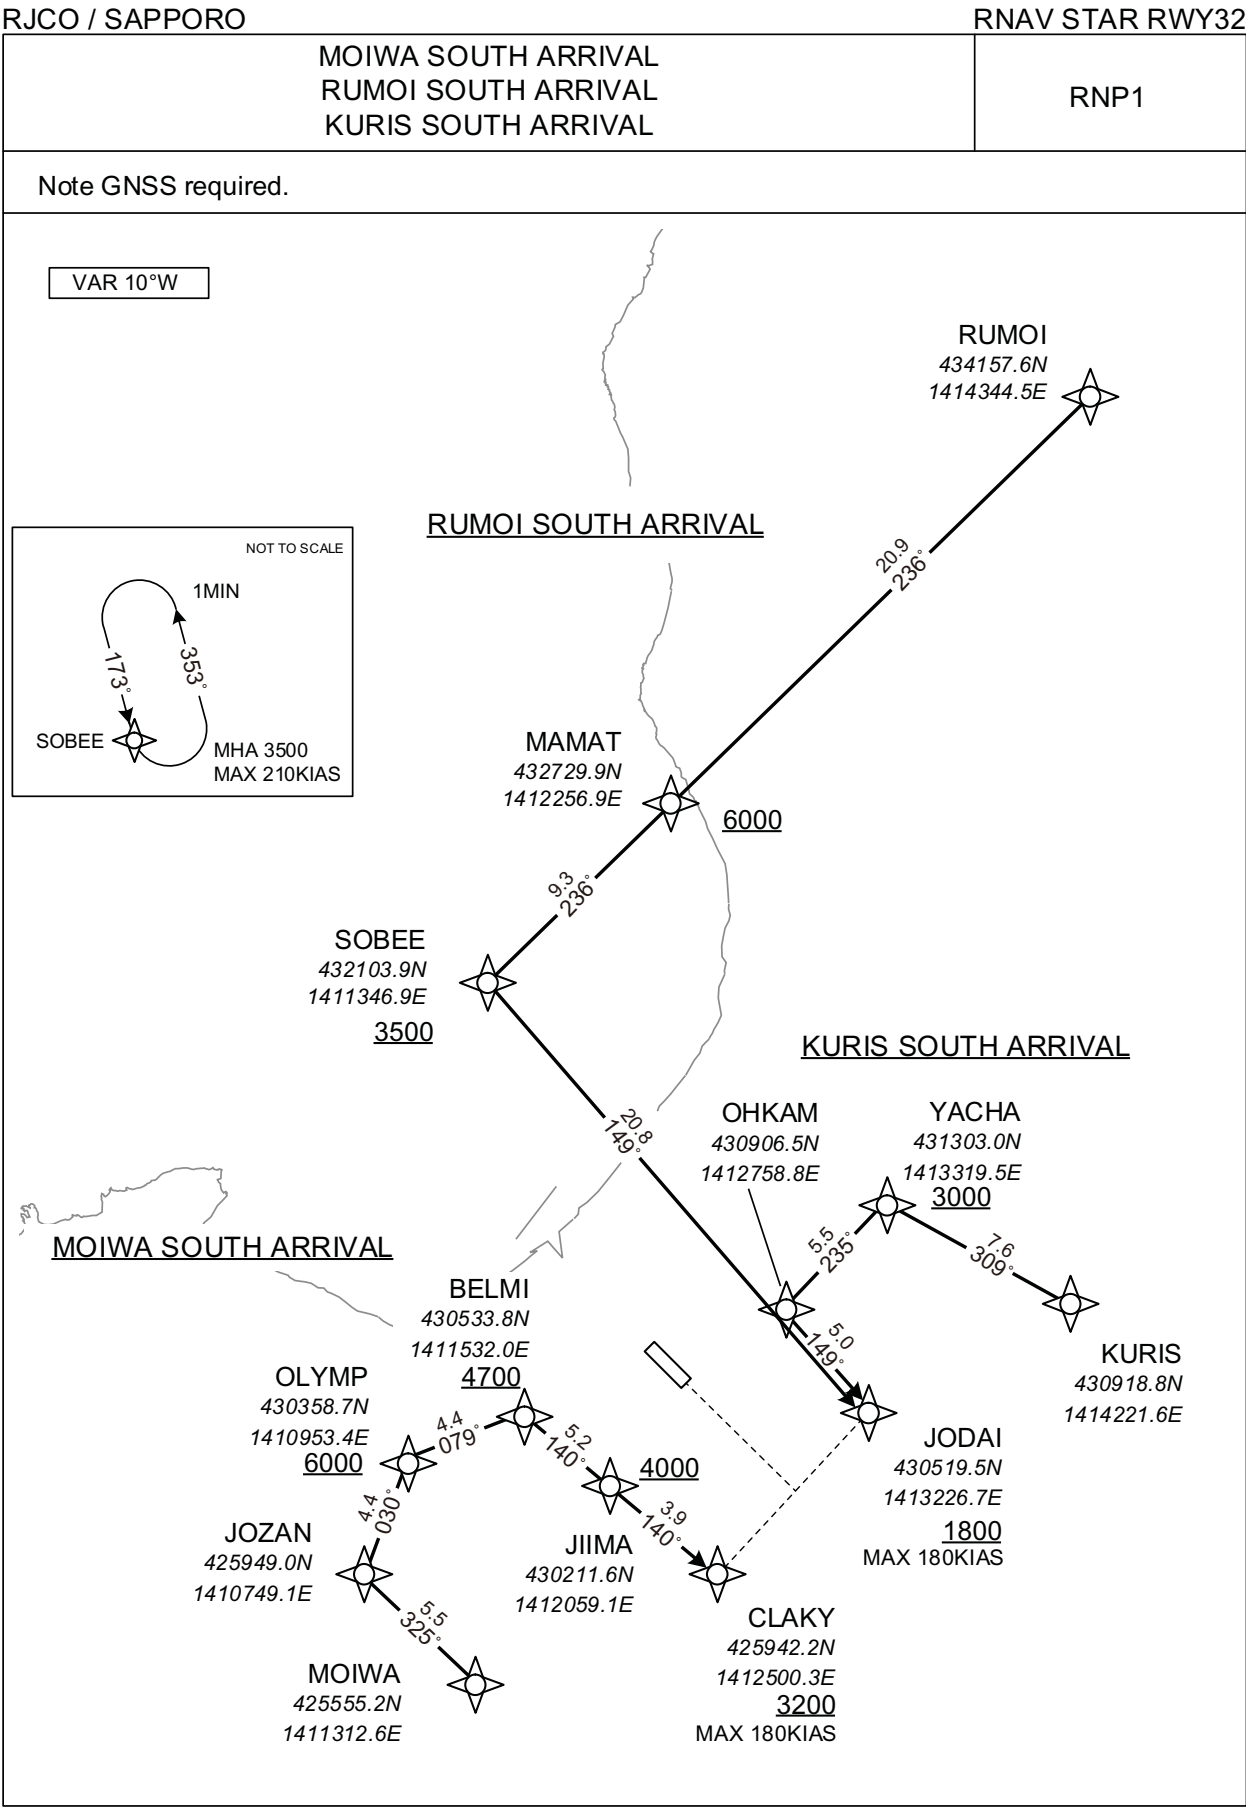 RJCO / SAPPORO
RNAV STAR RWY32
MOIWA SOUTH ARRIVAL
RUMOI SOUTH ARRIVAL
KURIS SOUTH ARRIVAL
RNP1
Note GNSS required.
VAR 10°W
RUMOI
434157.6N
1414344.5E
RUMOI SOUTH ARRIVAL
20.9
236°
NOT TO SCALE
1MIN
173°
353°
SOBEE
MHA 3500
MAX 210KIAS
MAMAT
432729.9N
1412256.9E
6000
9.3
236°
SOBEE
432103.9N
1411346.9E
3500
20.8
149°
KURIS SOUTH ARRIVAL
OHKAM
430906.5N
1412758.8E
YACHA
431303.0N
1413319.5E
3000
5.5
235°
7.6
309°
KURIS
430918.8N
1414221.6E
5.0
149°
JODAI
430519.5N
1413226.7E
1800
MAX 180KIAS
MOIWA SOUTH ARRIVAL
BELMI
430533.8N
1411532.0E
4700
OLYMP
430358.7N
1410953.4E
6000
4.4
079°
5.2
140°
4000
4.4
030°
JOZAN
425949.0N
1410749.1E
JIIMA
430211.6N
1412059.1E
3.9
140°
CLAKY
425942.2N
1412500.3E
3200
MAX 180KIAS
5.5
325°
MOIWA
425555.2N
1411312.6E